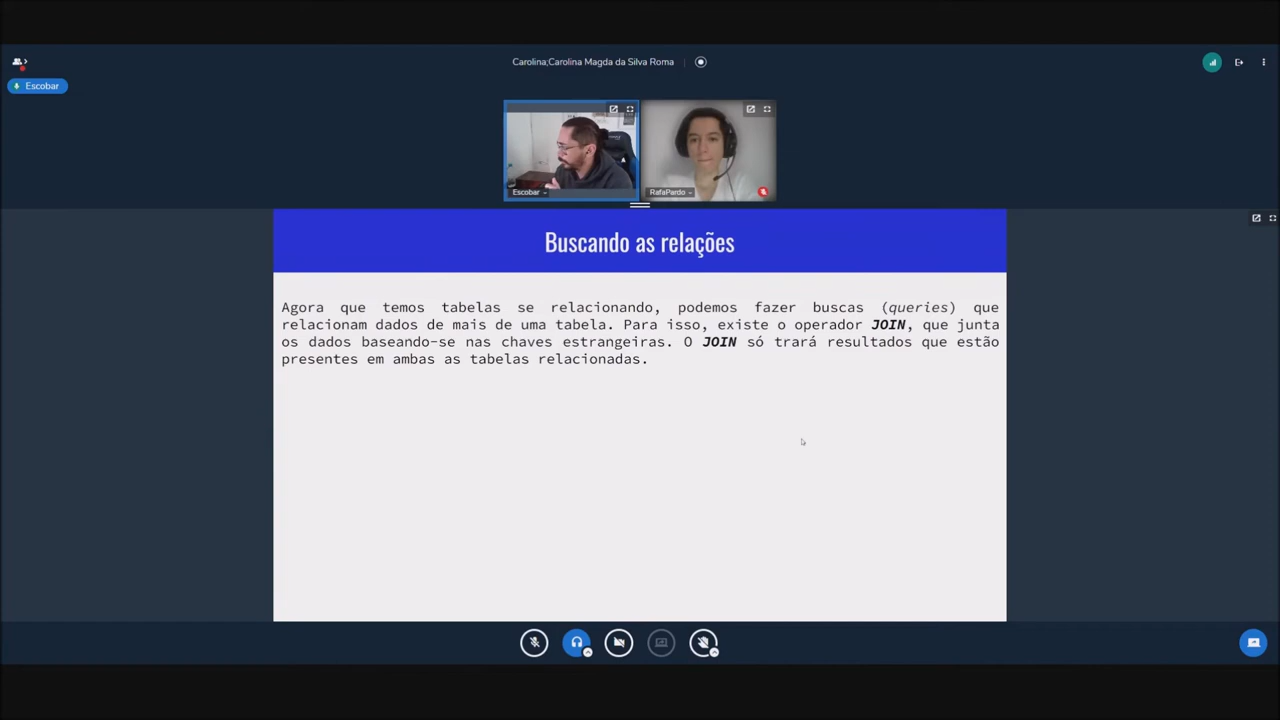 Carolina;Carolina Magda da Silva Roma
Escobar
Escobar
RafaPardo
Buscando as relações
Agora que temos tabelas se relacionando, podemos fazer buscas (queries) que
relacionam dados de mais de uma tabela. Para isso, existe o operador JOIN, que junta
os dados baseando-se nas chaves estrangeiras. O JOIN só trará resultados que estão
presentes em ambas as tabelas relacionadas.